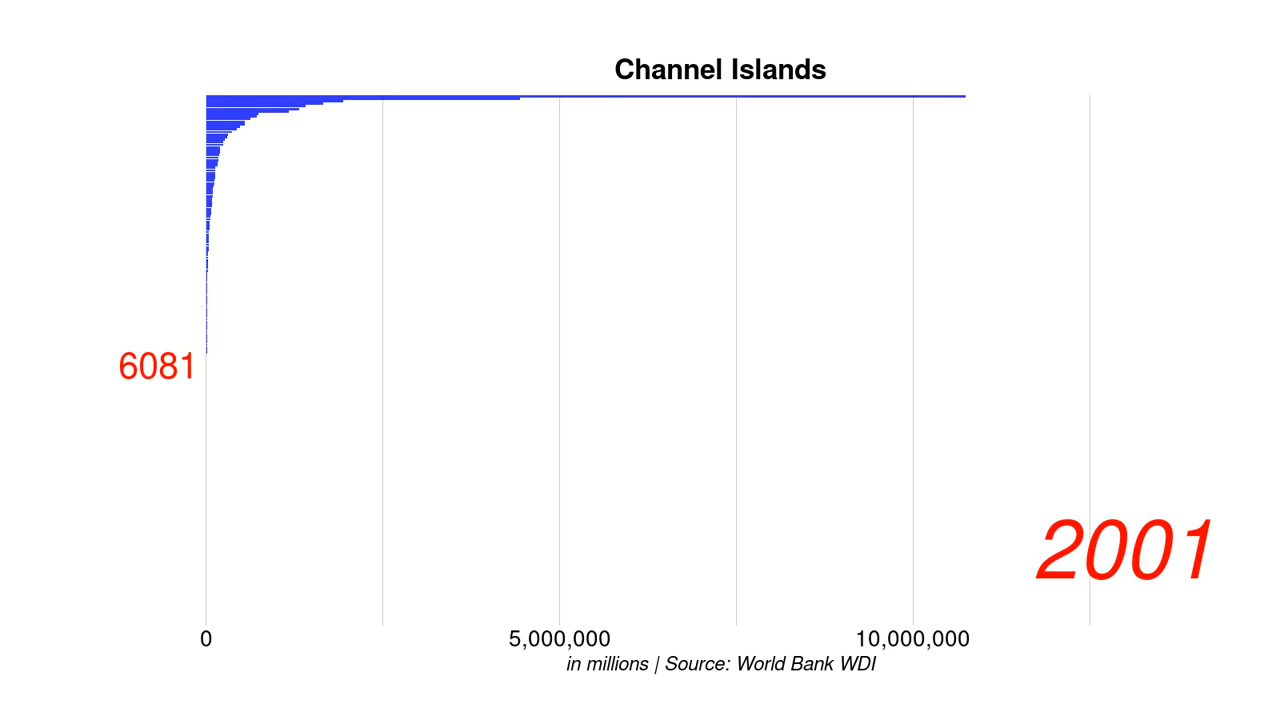 Channel Islands
6081
2001
0 5,000,000 10,000,000
in millions | Source: World Bank WDI